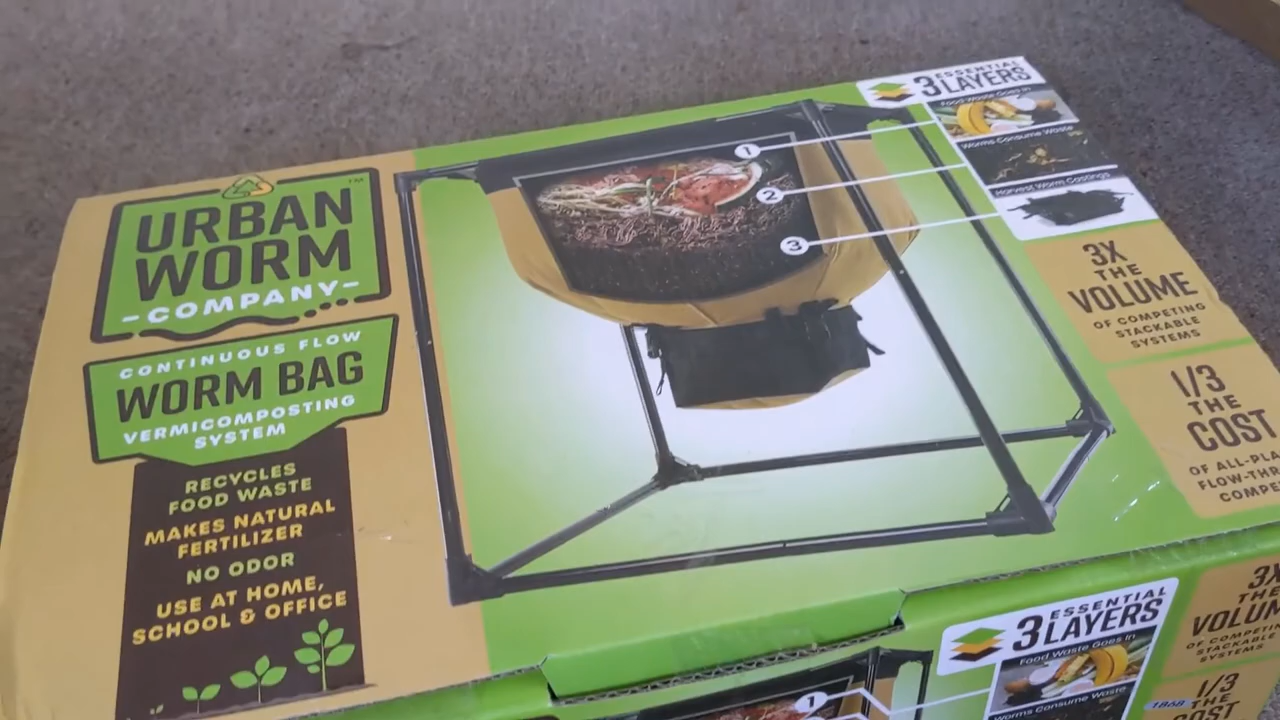 URBAN
WORM
-COMPANY-
TM
CONTINUOUS FLOW
WORM BAG
VERMICOMPOSTING
SYSTEM
RECYCLES
FOOD WASTE
MAKES NATURAL
FERTILIZER
NO ODOR
USE AT HOME,
SCHOOL & OFFICE
1
2
3
3 ESSENTIAL
LAYERS
Food Waste Goes In
Worms Consume Waste
Harvest Worm Castings
3X
THE
VOLUME
OF COMPETING
STACKABLE
SYSTEMS
1/3
THE
COST
3 ESSENTIAL
LAYERS
Food Waste Goes In
Worms Consume Waste
1
3X
THE
OF
STACKABLE
SYSTEMS
1868
1/3
THE